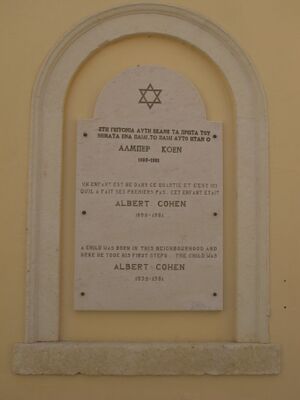 ΣΤΗ ΓΕΙΤΟΝΙΑ ΑΥΤΗ ΕΚΑΝΕ ΤΑ ΠΡΩΤΑ ΤΟΥ
ΒΗΜΑΤΑ ΕΝΑ ΠΑΙΔΙ. ΤΟ ΠΑΙΔΙ ΑΥΤΟ ΗΤΑΝ Ο
ΑΛΜΠΕΡ ΚΟΕΝ
1895-1981
UN ENFANT EST NE DANS CE QUARTIE ET C'EST ICI
QU'IL A FAIT SES PREMIERS PAS. CET ENFANT ETAIT
ALBERT COHEN
1895-1981
A CHILD WAS BORN IN THIS NEIGHBOURHOOD AND
HERE HE TOOK HIS FIRST STEPS. THE CHILD WAS
ALBERT COHEN
1895-1981